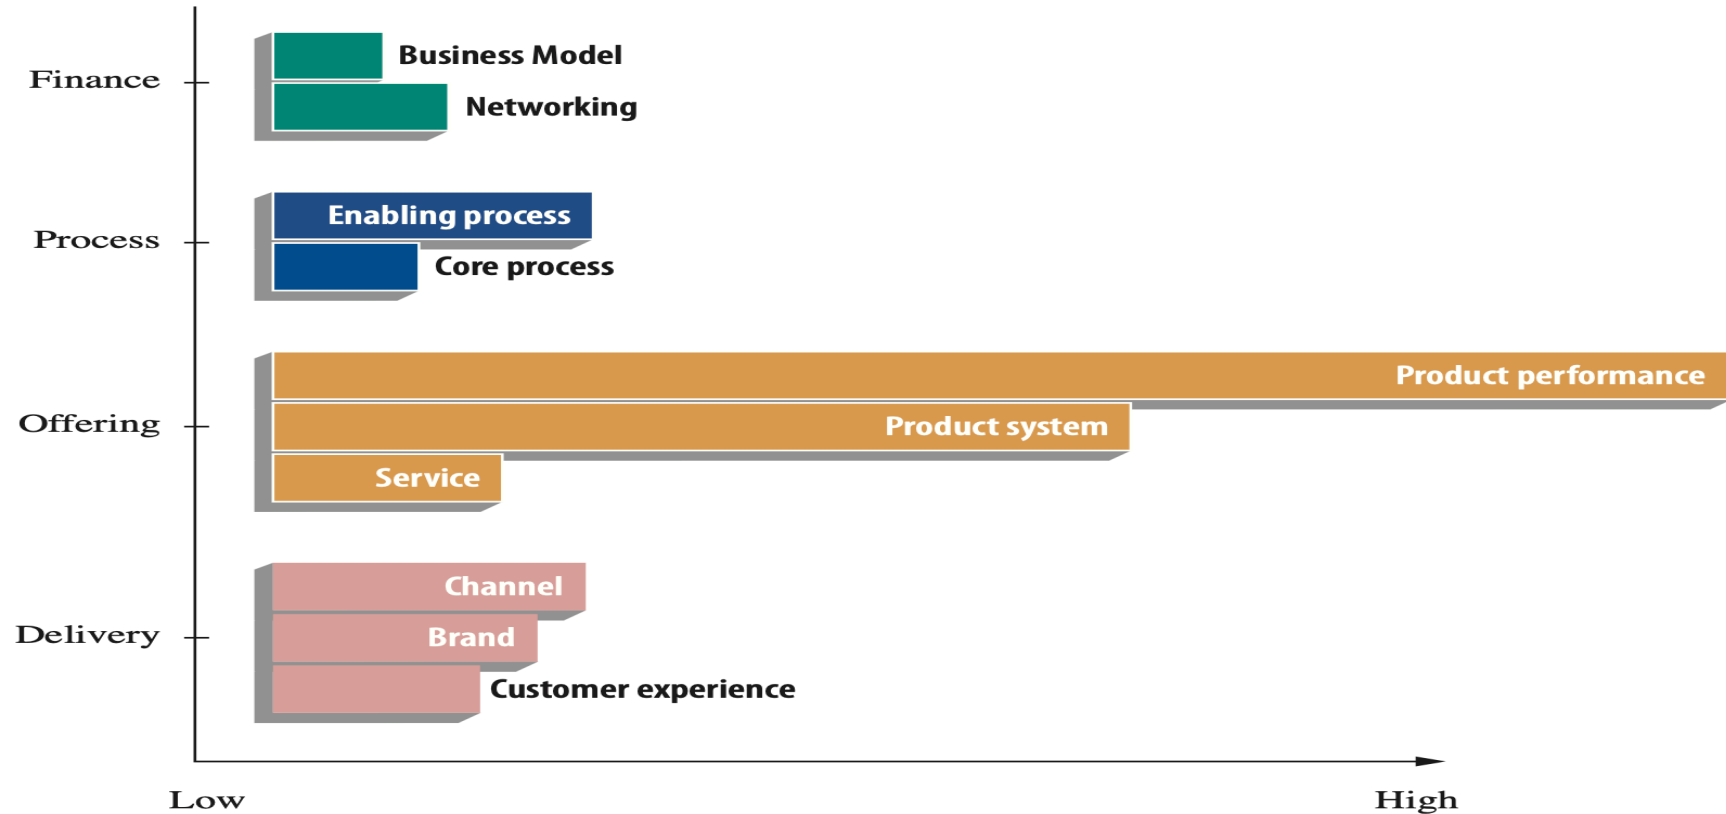 Finance
Business Model
Networking
Process
Enabling process
Core process
Offering
Product performance
Product system
Service
Delivery
Channel
Brand
Customer experience
Low
High